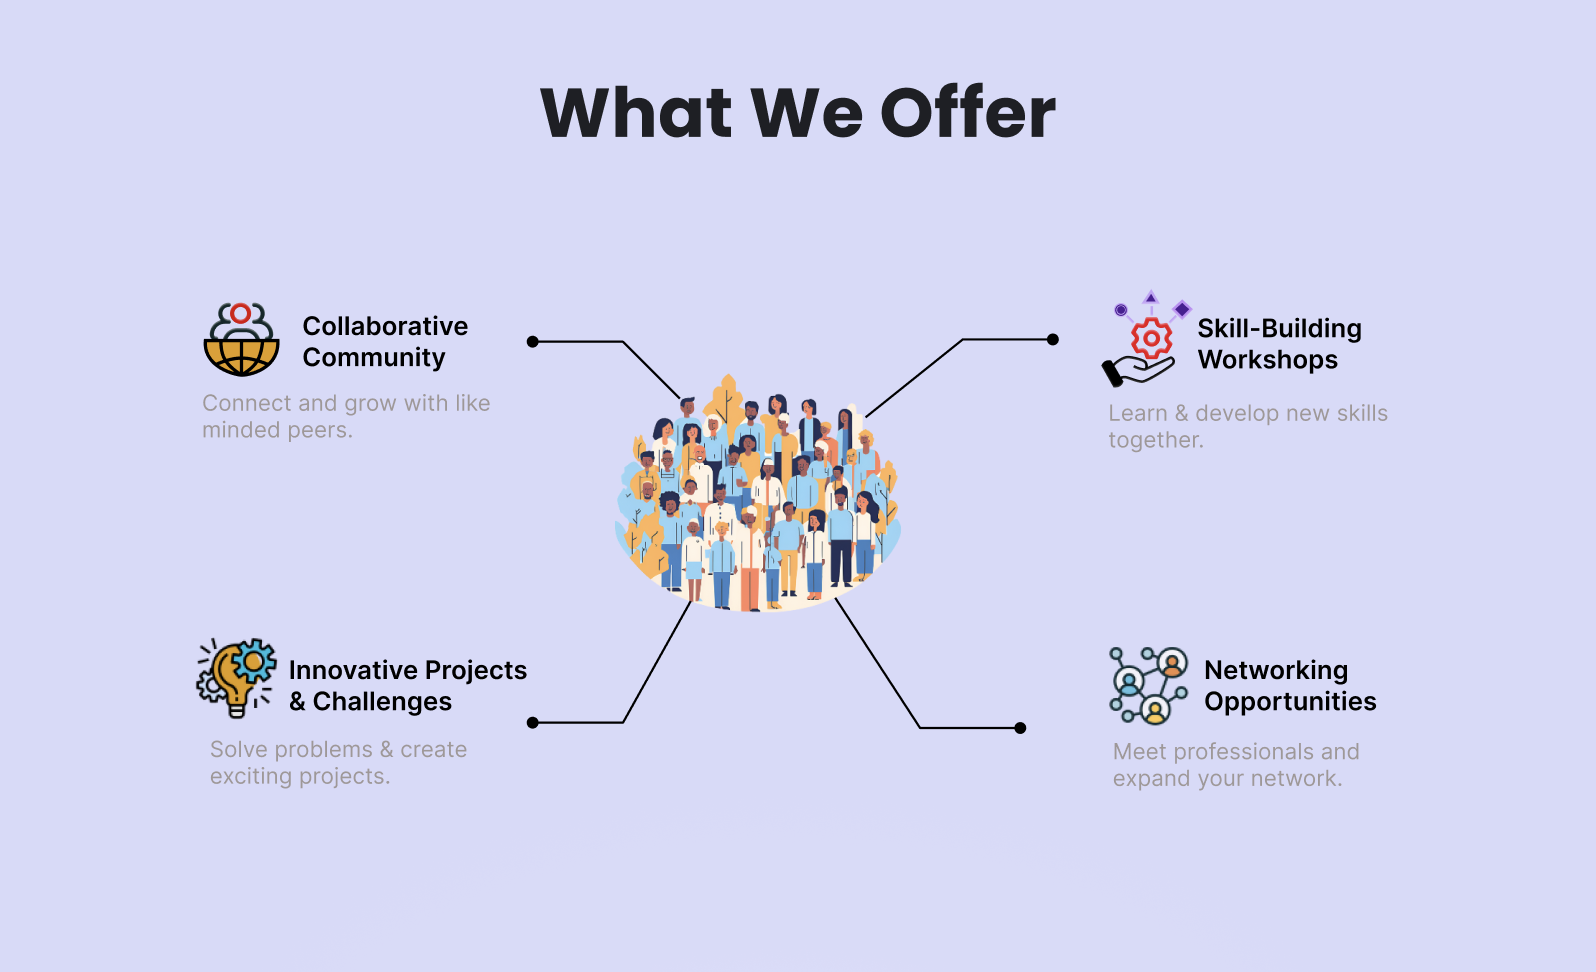 What We Offer
Collaborative
Community
Connect and grow with like
minded peers.
Skill-Building
Workshops
Learn & develop new skills
together.
Innovative Projects
& Challenges
Solve problems & create
exciting projects.
Networking
Opportunities
Meet professionals and
expand your network.